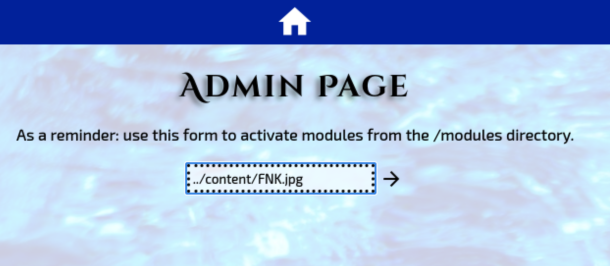 Admin Page
As a reminder: use this form to activate modules from the /modules directory.
../content/FNK.jpg